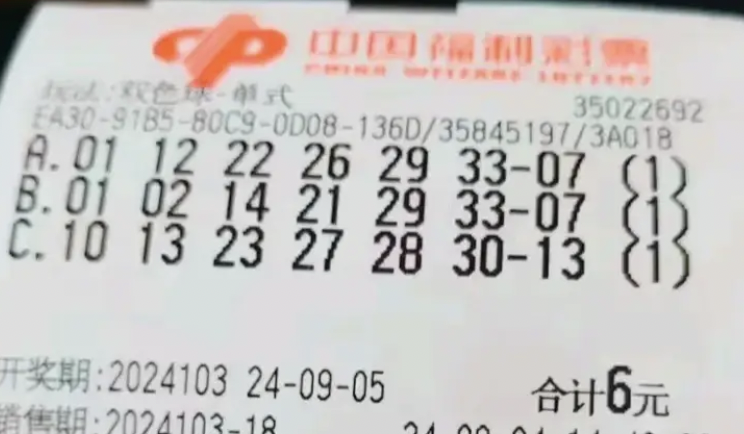 中国福利彩票
CHINA WELFARE LOTTERY
玩法:双色球-单式
35022692
EA30-91B5-80C9-0D08-136D/35845197/3A018
A.01 12 22 26 29 33-07 (1)
B.01 02 14 21 29 33-07 (1)
C.10 13 23 27 28 30-13 (1)
开奖期:2024103 24-09-05
合计6元
销售期:2024103-18